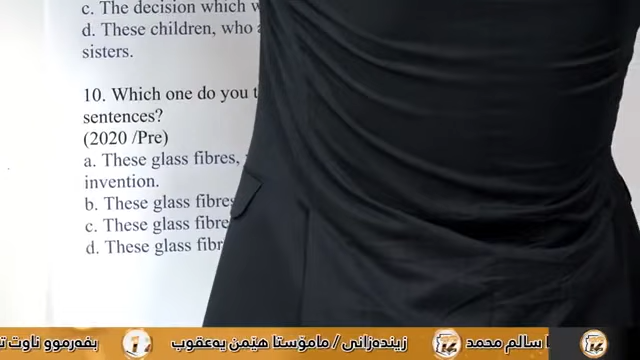 c. The decision which
d. These children, who
sisters.
10. Which one do you
sentences?
(2020 /Pre)
a. These glass fibres,
invention.
b. These glass fibres
c. These glass fibre
d. These glass fibr
سالم محمد زیندەزانی / مامۆستا هێمن یەعقوب بفەرموو ناوت